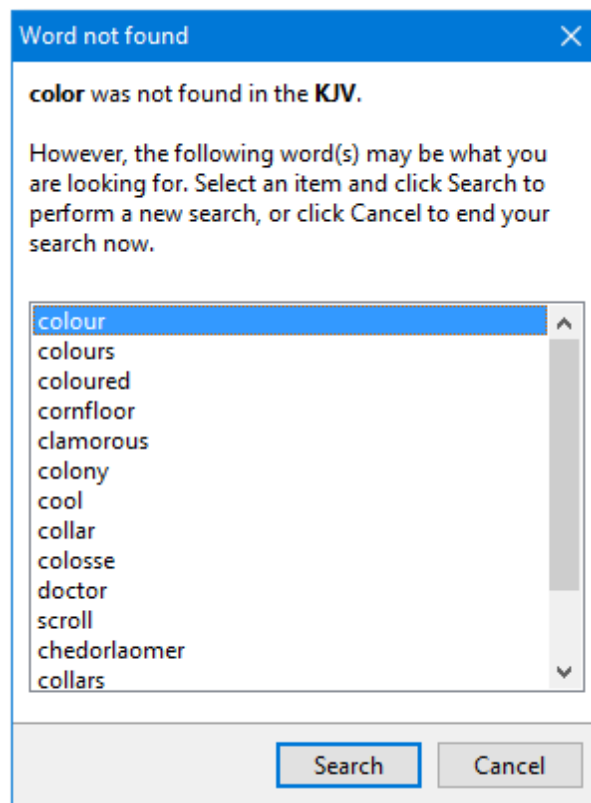 Word not found
color was not found in the KJV.
However, the following word(s) may be what you
are looking for. Select an item and click Search to
perform a new search, or click Cancel to end your
search now.
colour
colours
coloured
cornfloor
clamorous
colony
cool
collar
colosse
doctor
scroll
chedorlaomer
collars
Search Cancel